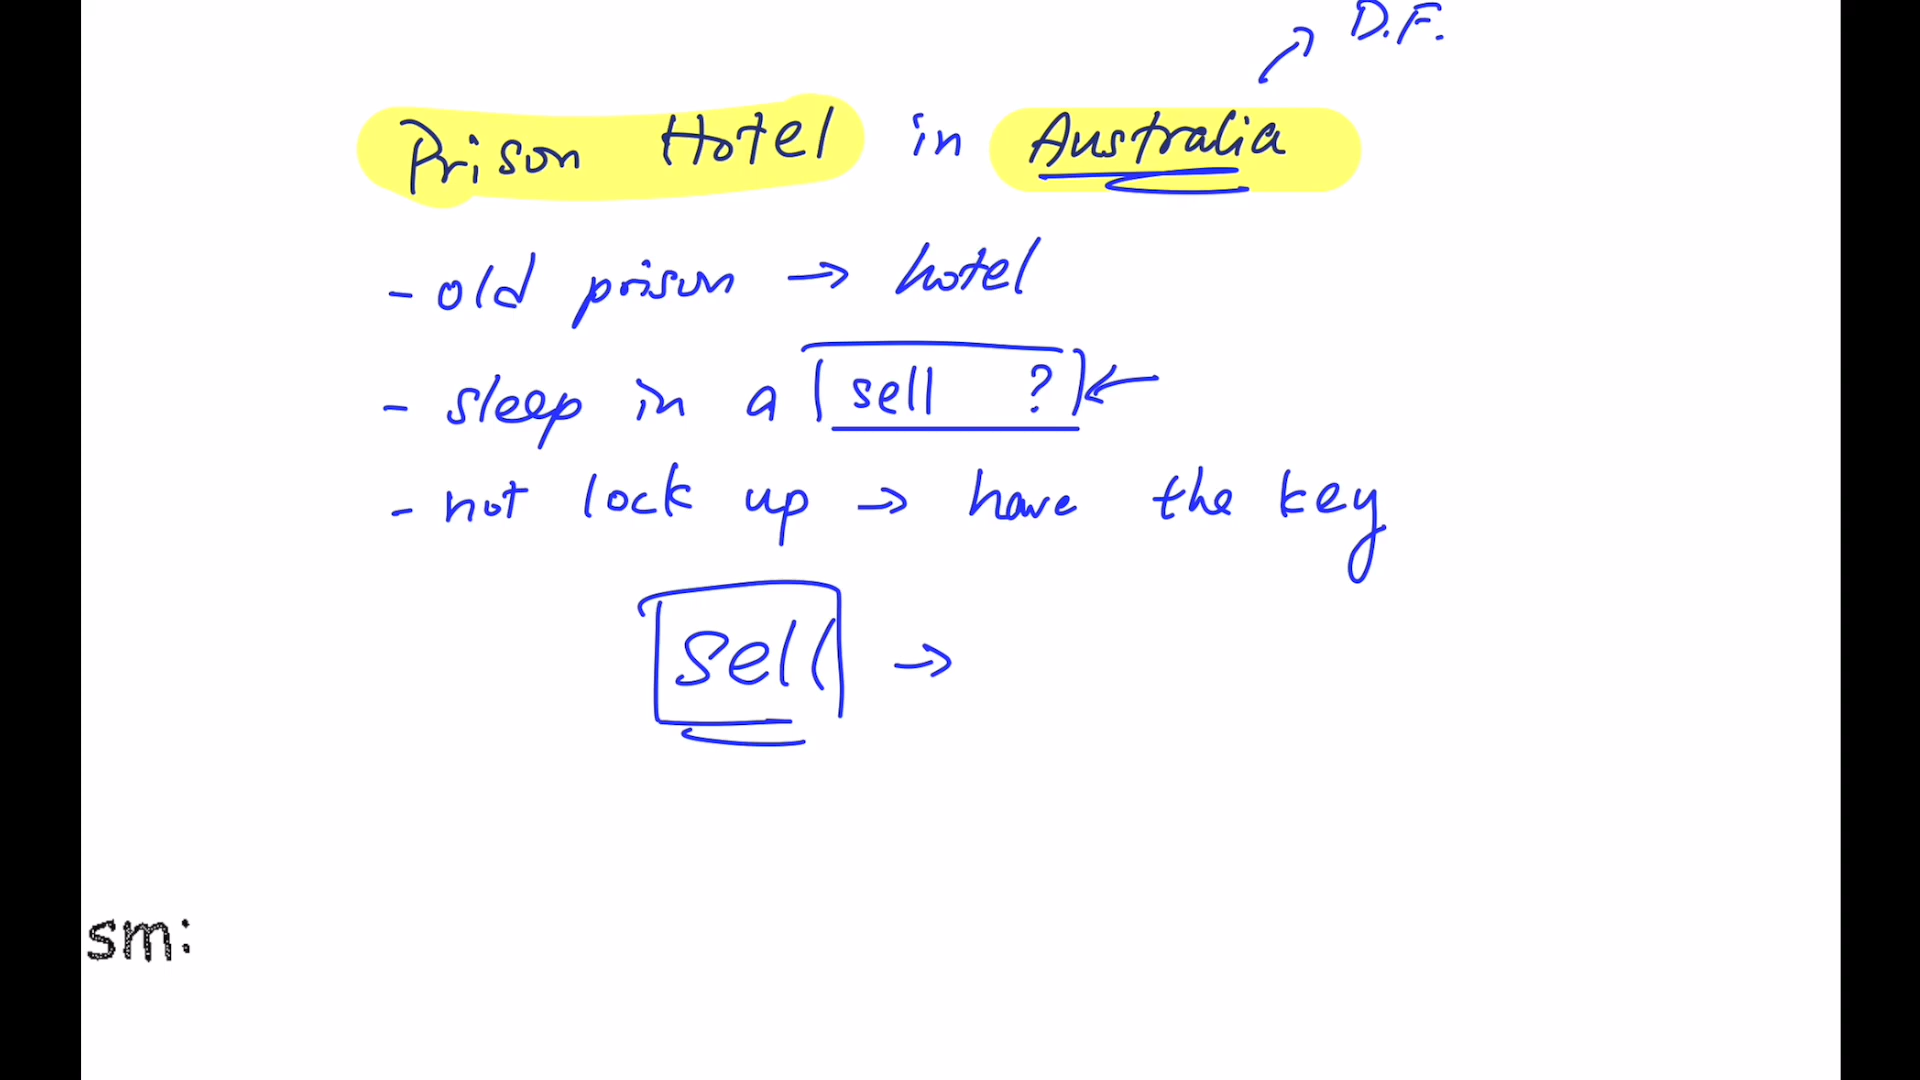 D.F.
Prison Hotel in Australia
- old prison → hotel
- sleep in a (sell ?) ←
- not lock up → have the key
sell →
sm: